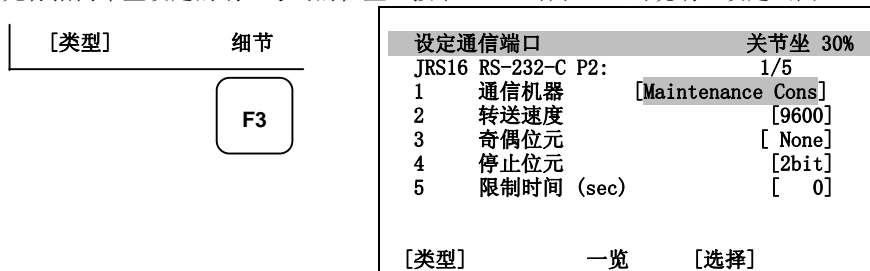 [类型] 细节
F3
设定通信端口 关节坐 30%
JRS16 RS-232-C P2: 1/5
1 通信机器 [Maintenance Cons]
2 转送速度 [9600]
3 奇偶位元 [ None]
4 停止位元 [2bit]
5 限制时间 (sec) [ 0]
[类型] 一览 [选择]